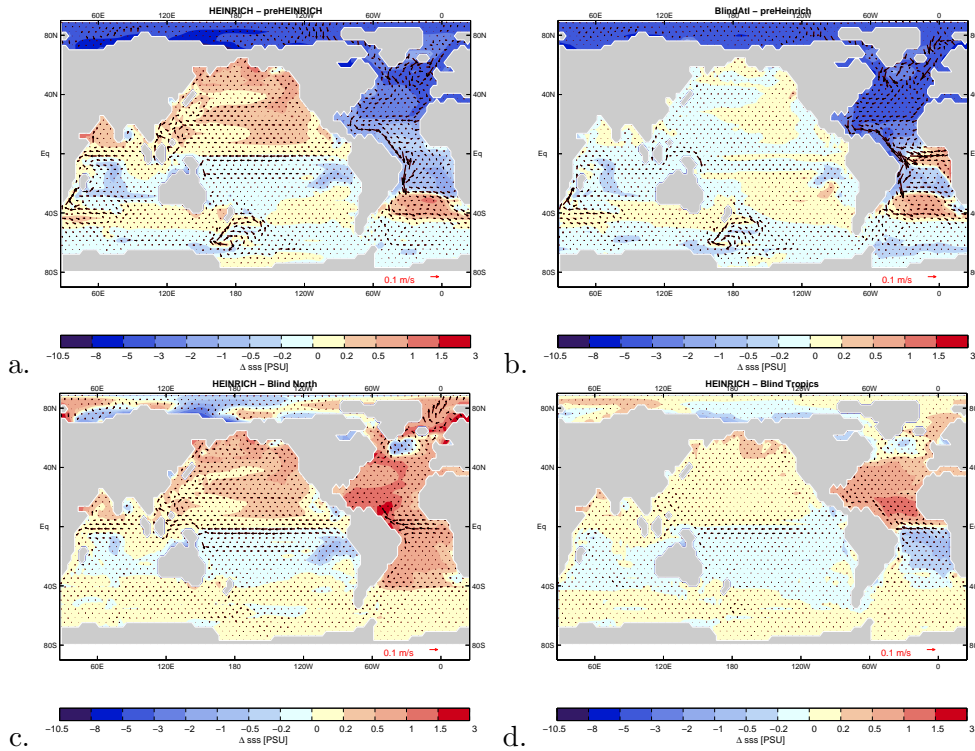 HEINRICH − preHEINRICH
80N
40N
Eq
40S
80S
60E 120E 180 120W 60W 0
0.1 m/s
−10.5 −8 −5 −2 −1 −0.5 −0.2 0 0.2 0.5 1 1.5 3
Δ sss [PSU]
a.
BlindAtl − preHeinrich
80N
40N
Eq
40S
80S
60E 120E 180 120W 60W 0
0.1 m/s
−10.5 −8 −5 −2 −1 −0.5 −0.2 0 0.2 0.5 1 1.5 3
Δ sss [PSU]
b.
HEINRICH − Blind North
80N
40N
Eq
40S
80S
60E 120E 180 120W 60W 0
0.1 m/s
−10.5 −8 −5 −2 −1 −0.5 −0.2 0 0.2 0.5 1 1.5 3
Δ sss [PSU]
c.
HEINRICH − Blind Tropics
80N
40N
Eq
40S
80S
60E 120E 180 120W 60W 0
0.1 m/s
−10.5 −8 −5 −2 −1 −0.5 −0.2 0 0.2 0.5 1 1.5 3
Δ sss [PSU]
d.